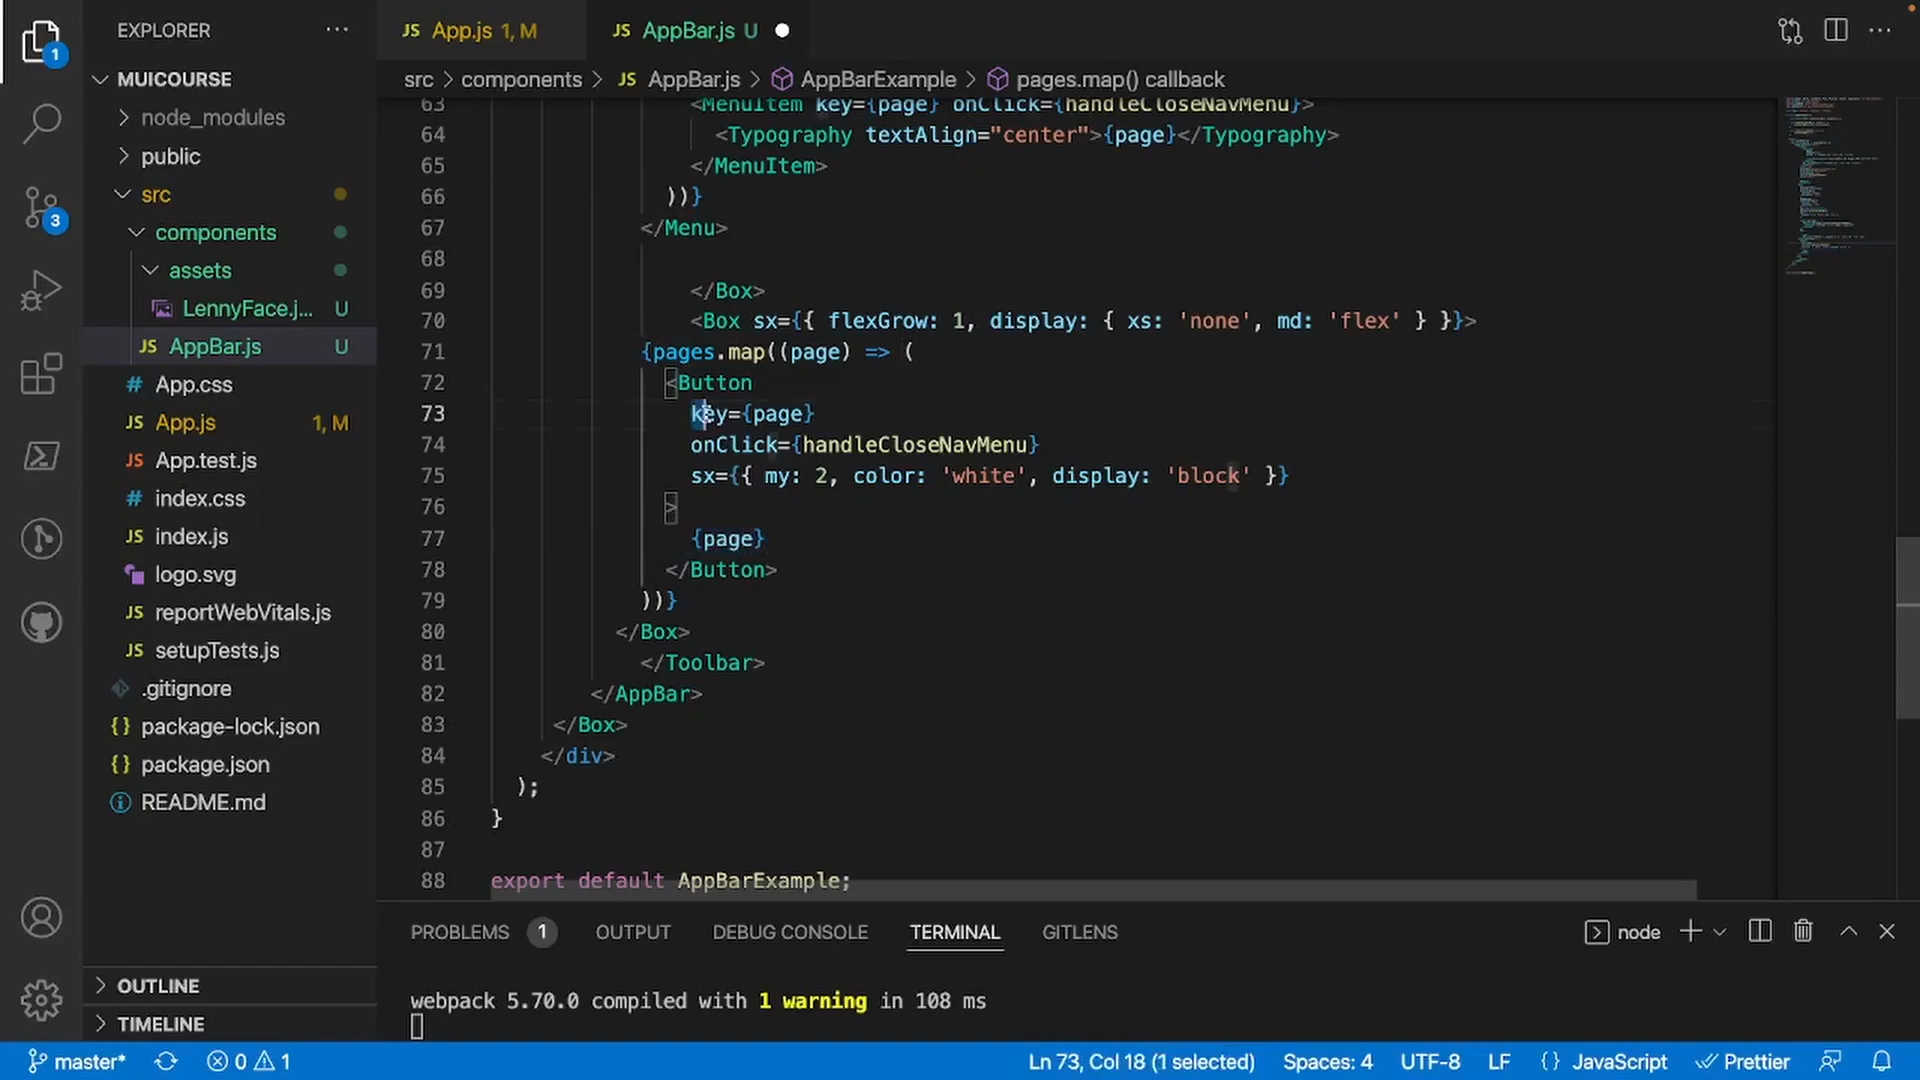 EXPLORER
MUICOURSE
node_modules
public
src
components
assets
LennyFace.j... U
JS AppBar.js U
# App.css
JS App.js 1, M
JS App.test.js
# index.css
JS index.js
logo.svg
JS reportWebVitals.js
JS setupTests.js
.gitignore
{} package-lock.json
{} package.json
README.md
OUTLINE
TIMELINE
1
3
JS App.js 1, M
JS AppBar.js U
src > components > JS AppBar.js > AppBarExample > pages.map() callback
63 <MenuItem key={page} onClick={handleCloseNavMenu}>
64 <Typography textAlign="center">{page}</Typography>
65 </MenuItem>
66 ))}
67 </Menu>
68
69 </Box>
70 <Box sx={{ flexGrow: 1, display: { xs: 'none', md: 'flex' } }}>
71 {pages.map((page) => (
72 <Button
73 key={page}
74 onClick={handleCloseNavMenu}
75 sx={{ my: 2, color: 'white', display: 'block' }}
76 >
77 {page}
78 </Button>
79 ))}
80 </Box>
81 </Toolbar>
82 </AppBar>
83 </Box>
84 </div>
85 );
86 }
87
88 export default AppBarExample;
PROBLEMS 1 OUTPUT DEBUG CONSOLE TERMINAL GITLENS
node
webpack 5.70.0 compiled with 1 warning in 108 ms
master* 0 1
Ln 73, Col 18 (1 selected) Spaces: 4 UTF-8 LF {} JavaScript Prettier